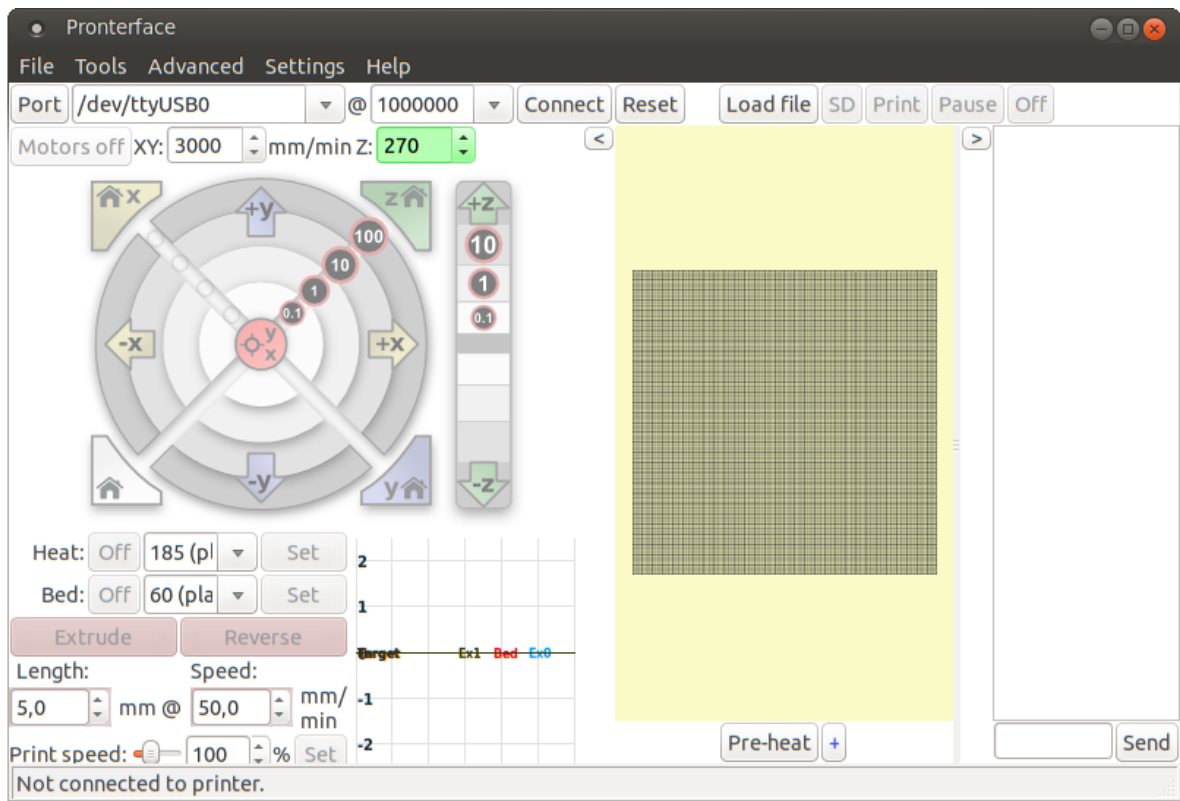 Pronterface
File Tools Advanced Settings Help
Port /dev/ttyUSB0 @ 1000000 Connect Reset Load file SD Print Pause Off
Motors off XY: 3000 mm/min Z: 270 < >
x +y z +z
100 10
10 1
1 0.1
0.1
-x y x +x
-y y -z
Heat: Off 185 (pl Set
Bed: Off 60 (pla Set
Extrude Reverse
Length: Speed:
5,0 mm @ 50,0 mm/
min
Print speed: 100 % Set
2
1
Target Ex1 Bed Ex0
-1
-2
Pre-heat + Send
Not connected to printer.